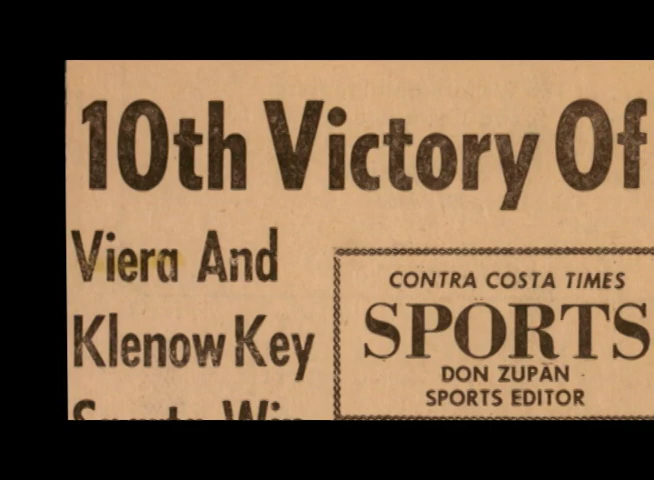 10th Victory Of
Viera And
Klenow Key
CONTRA COSTA TIMES
SPORTS
DON ZUPAN
SPORTS EDITOR